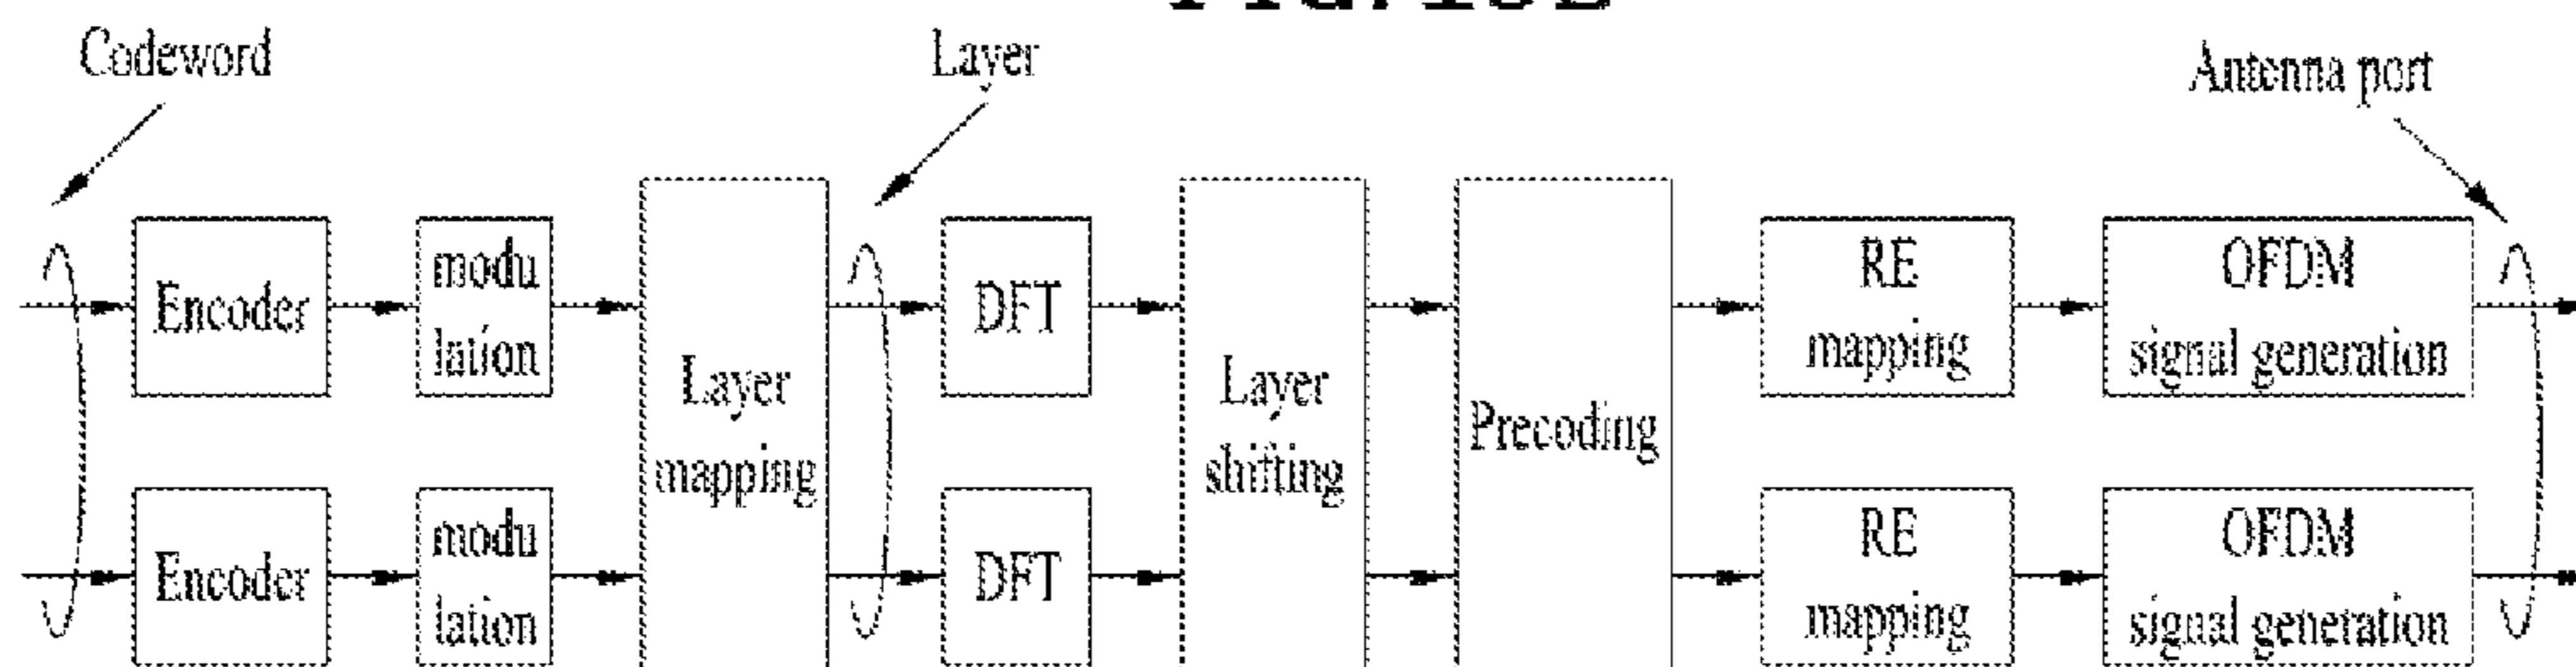 Codeword
Layer
Antenna port
Encoder
modu
lation
Layer
mapping
DFT
Layer
shifting
Precoding
RE
mapping
OFDM
signal generation
Encoder
modu
lation
DFT
RE
mapping
OFDM
signal generation